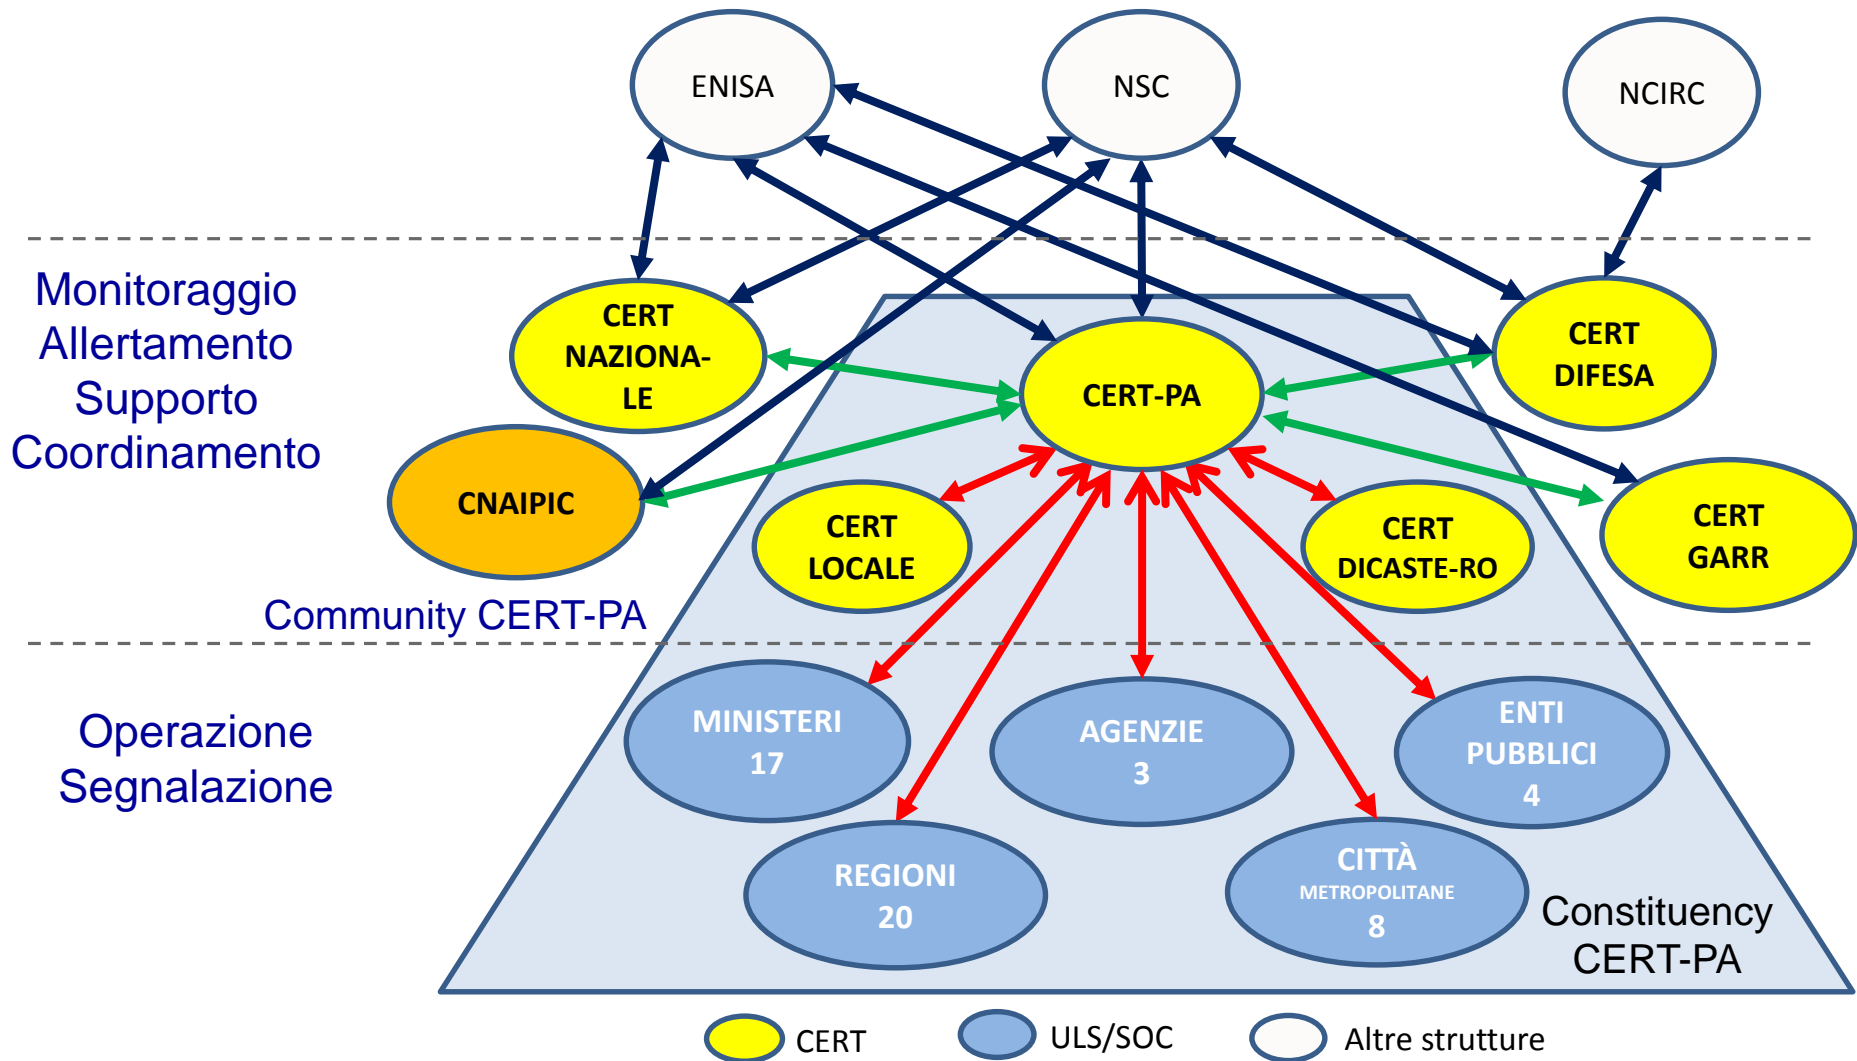 ENISA
NSC
NCIRC
Monitoraggio
Allertamento
Supporto
Coordinamento
CERT
NAZIONA-
LE
CERT-PA
CERT
DIFESA
CNAIPIC
CERT
LOCALE
CERT
DICASTE-RO
CERT
GARR
Community CERT-PA
Operazione
Segnalazione
MINISTERI
17
AGENZIE
3
ENTI
PUBBLICI
4
REGIONI
20
CITTÀ
METROPOLITANE
8
Constituency
CERT-PA
CERT
ULS/SOC
Altre strutture